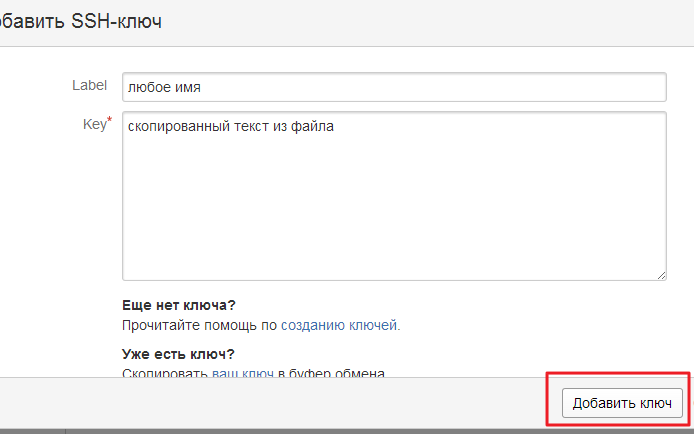 обавить SSH-ключ
Label
любое имя
Key*
скопированный текст из файла
Еще нет ключа?
Прочитайте помощь по созданию ключей.
Уже есть ключ?
Скопировать ваш ключ в буфер обмена
Добавить ключ